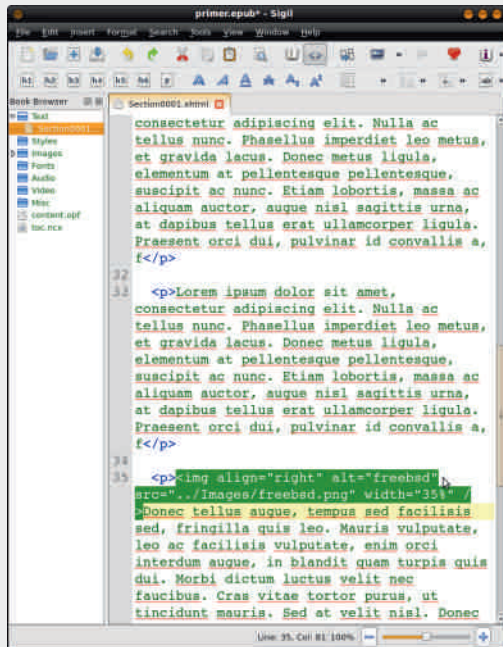 primer.epub* - Sigil
File Edit Insert Format Search Tools View Window Help
h1 h2 h3 h4 h5 h6
Book Browser
Section0001.xhtml
Text
Section0001
Styles
Images
Fonts
Audio
Video
Misc
content.opf
toc.ncx
consectetur adipiscing elit. Nulla ac
tellus nunc. Phasellus imperdiet leo metus,
et gravida lacus. Donec metus ligula,
elementum at pellentesque pellentesque,
suscipit ac nunc. Etiam lobortis, massa ac
aliquam auctor, augue nisl sagittis urna,
at dapibus tellus erat ullamcorper ligula.
Praesent orci dui, pulvinar id convallis a,
f</p>
32
33 <p>Lorem ipsum dolor sit amet,
consectetur adipiscing elit. Nulla ac
tellus nunc. Phasellus imperdiet leo metus,
et gravida lacus. Donec metus ligula,
elementum at pellentesque pellentesque,
suscipit ac nunc. Etiam lobortis, massa ac
aliquam auctor, augue nisl sagittis urna,
at dapibus tellus erat ullamcorper ligula.
Praesent orci dui, pulvinar id convallis a,
f</p>
34
35 <p><img align="right" alt="freebsd"
src="../Images/freebsd.png" width="35%" /
>Donec tellus augue, tempus sed facilisis
sed, fringilla quis leo. Mauris vulputate,
leo ac facilisis vulputate, enim orci
interdum augue, in blandit quam turpis quis
dui. Morbi dictum luctus velit nec
faucibus. Cras vitae tortor purus, ut
tincidunt mauris. Sed at velit nisl. Donec
Line: 35, Col: 81 100%